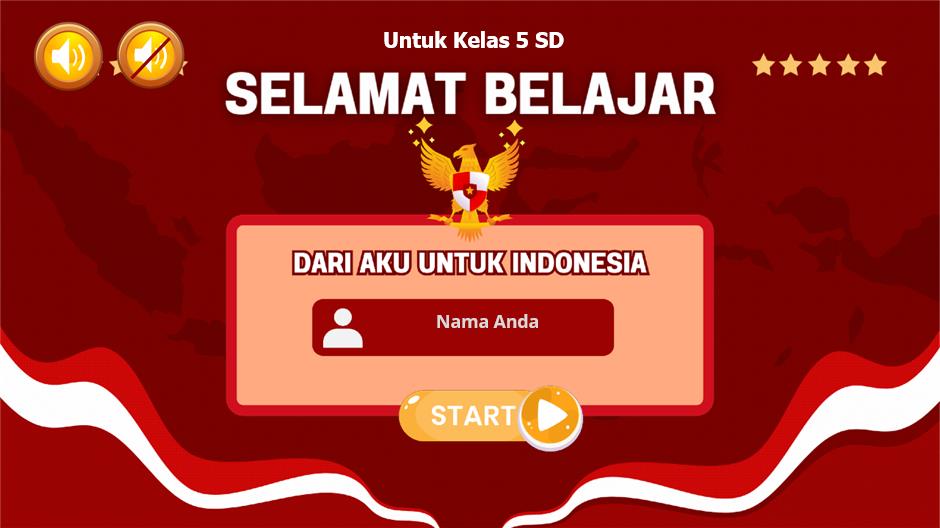 Untuk Kelas 5 SD
SELAMAT BELAJAR
DARI AKU UNTUK INDONESIA
Nama Anda
START